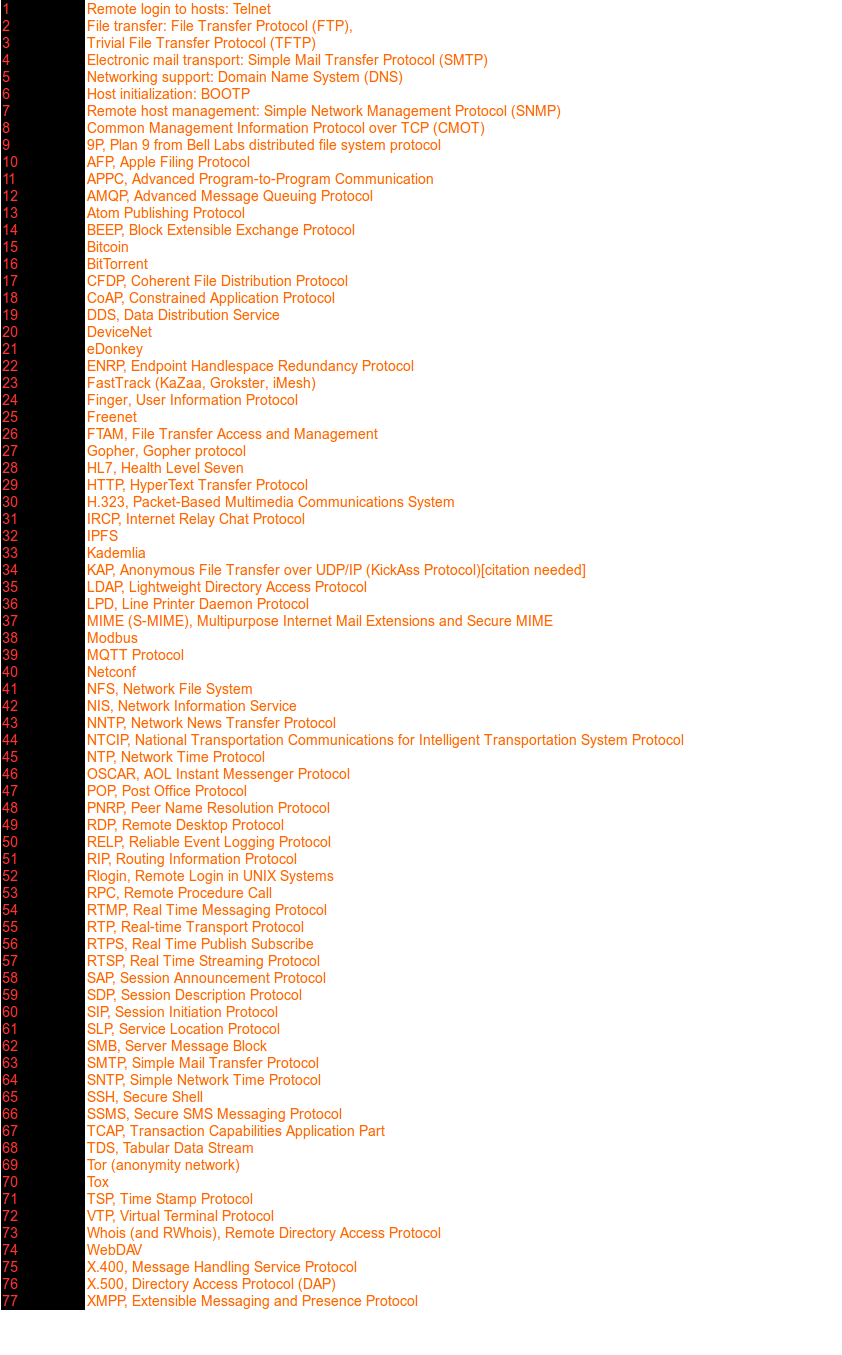 1 Remote login to hosts: Telnet
2 File transfer: File Transfer Protocol (FTP),
3 Trivial File Transfer Protocol (TFTP)
4 Electronic mail transport: Simple Mail Transfer Protocol (SMTP)
5 Networking support: Domain Name System (DNS)
6 Host initialization: BOOTP
7 Remote host management: Simple Network Management Protocol (SNMP)
8 Common Management Information Protocol over TCP (CMOT)
9 9P, Plan 9 from Bell Labs distributed file system protocol
10 AFP, Apple Filing Protocol
11 APPC, Advanced Program-to-Program Communication
12 AMQP, Advanced Message Queuing Protocol
13 Atom Publishing Protocol
14 BEEP, Block Extensible Exchange Protocol
15 Bitcoin
16 BitTorrent
17 CFDP, Coherent File Distribution Protocol
18 CoAP, Constrained Application Protocol
19 DDS, Data Distribution Service
20 DeviceNet
21 eDonkey
22 ENRP, Endpoint Handlespace Redundancy Protocol
23 FastTrack (KaZaa, Grokster, iMesh)
24 Finger, User Information Protocol
25 Freenet
26 FTAM, File Transfer Access and Management
27 Gopher, Gopher protocol
28 HL7, Health Level Seven
29 HTTP, HyperText Transfer Protocol
30 H.323, Packet-Based Multimedia Communications System
31 IRCP, Internet Relay Chat Protocol
32 IPFS
33 Kademlia
34 KAP, Anonymous File Transfer over UDP/IP (KickAss Protocol)[citation needed]
35 LDAP, Lightweight Directory Access Protocol
36 LPD, Line Printer Daemon Protocol
37 MIME (S-MIME), Multipurpose Internet Mail Extensions and Secure MIME
38 Modbus
39 MQTT Protocol
40 Netconf
41 NFS, Network File System
42 NIS, Network Information Service
43 NNTP, Network News Transfer Protocol
44 NTCIP, National Transportation Communications for Intelligent Transportation System Protocol
45 NTP, Network Time Protocol
46 OSCAR, AOL Instant Messenger Protocol
47 POP, Post Office Protocol
48 PNRP, Peer Name Resolution Protocol
49 RDP, Remote Desktop Protocol
50 RELP, Reliable Event Logging Protocol
51 RIP, Routing Information Protocol
52 Rlogin, Remote Login in UNIX Systems
53 RPC, Remote Procedure Call
54 RTMP, Real Time Messaging Protocol
55 RTP, Real-time Transport Protocol
56 RTPS, Real Time Publish Subscribe
57 RTSP, Real Time Streaming Protocol
58 SAP, Session Announcement Protocol
59 SDP, Session Description Protocol
60 SIP, Session Initiation Protocol
61 SLP, Service Location Protocol
62 SMB, Server Message Block
63 SMTP, Simple Mail Transfer Protocol
64 SNTP, Simple Network Time Protocol
65 SSH, Secure Shell
66 SSMS, Secure SMS Messaging Protocol
67 TCAP, Transaction Capabilities Application Part
68 TDS, Tabular Data Stream
69 Tor (anonymity network)
70 Tox
71 TSP, Time Stamp Protocol
72 VTP, Virtual Terminal Protocol
73 Whois (and RWhois), Remote Directory Access Protocol
74 WebDAV
75 X.400, Message Handling Service Protocol
76 X.500, Directory Access Protocol (DAP)
77 XMPP, Extensible Messaging and Presence Protocol